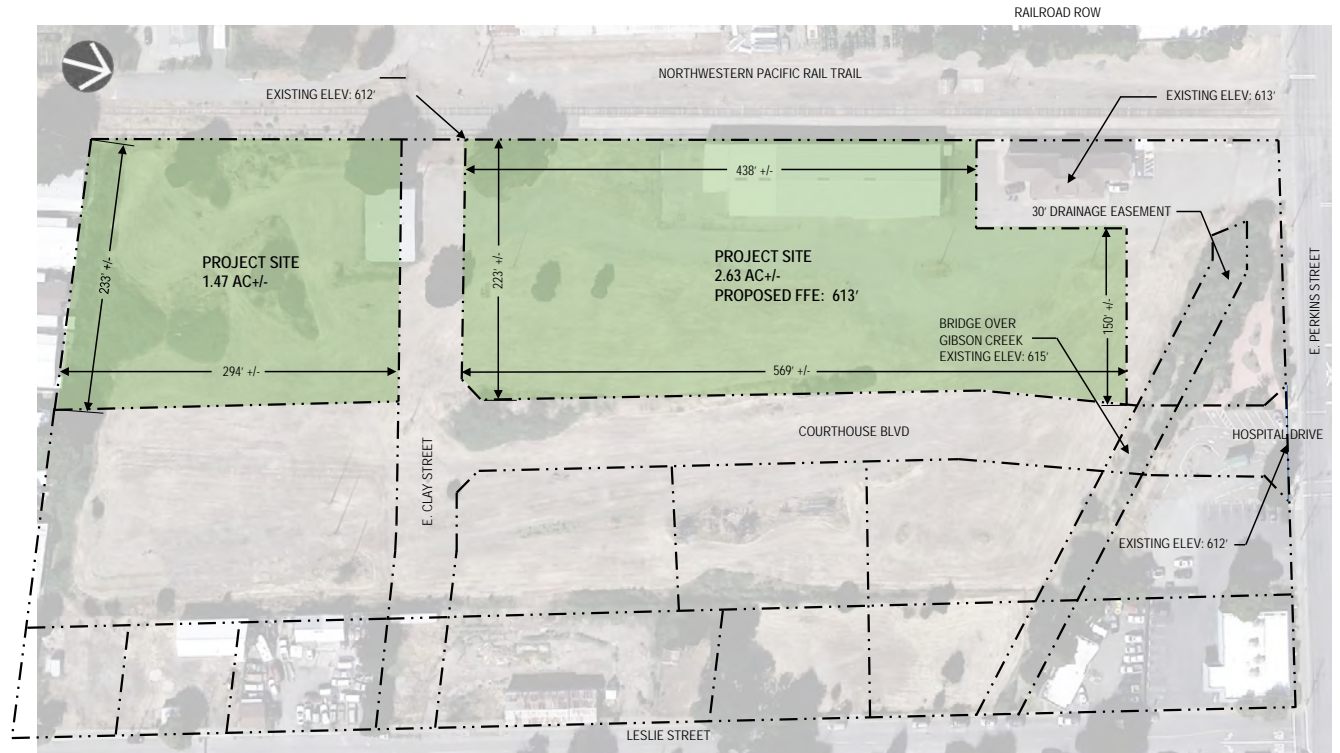 RAILROAD ROW
NORTHWESTERN PACIFIC RAIL TRAIL
EXISTING ELEV: 612'
EXISTING ELEV: 613'
438' +/-
30' DRAINAGE EASEMENT
233' +/-
PROJECT SITE
1.47 AC+/-
223' +/-
PROJECT SITE
2.63 AC+/-
PROPOSED FFE: 613'
150' +/-
E. PERKINS STREET
BRIDGE OVER
GIBSON CREEK
EXISTING ELEV: 615'
294' +/-
569' +/-
COURTHOUSE BLVD
HOSPITAL DRIVE
E. CLAY STREET
EXISTING ELEV: 612'
LESLIE STREET